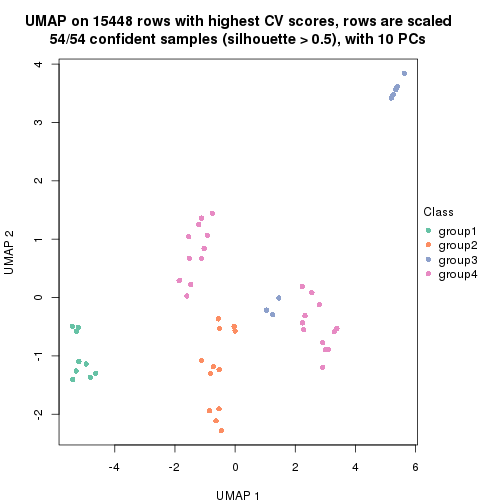 UMAP on 15448 rows with highest CV scores, rows are scaled
54/54 confident samples (silhouette > 0.5), with 10 PCs
4
3
2
1
0
-1
-2
UMAP 2
-4
-2
0
2
4
6
UMAP 1
Class
group1
group2
group3
group4